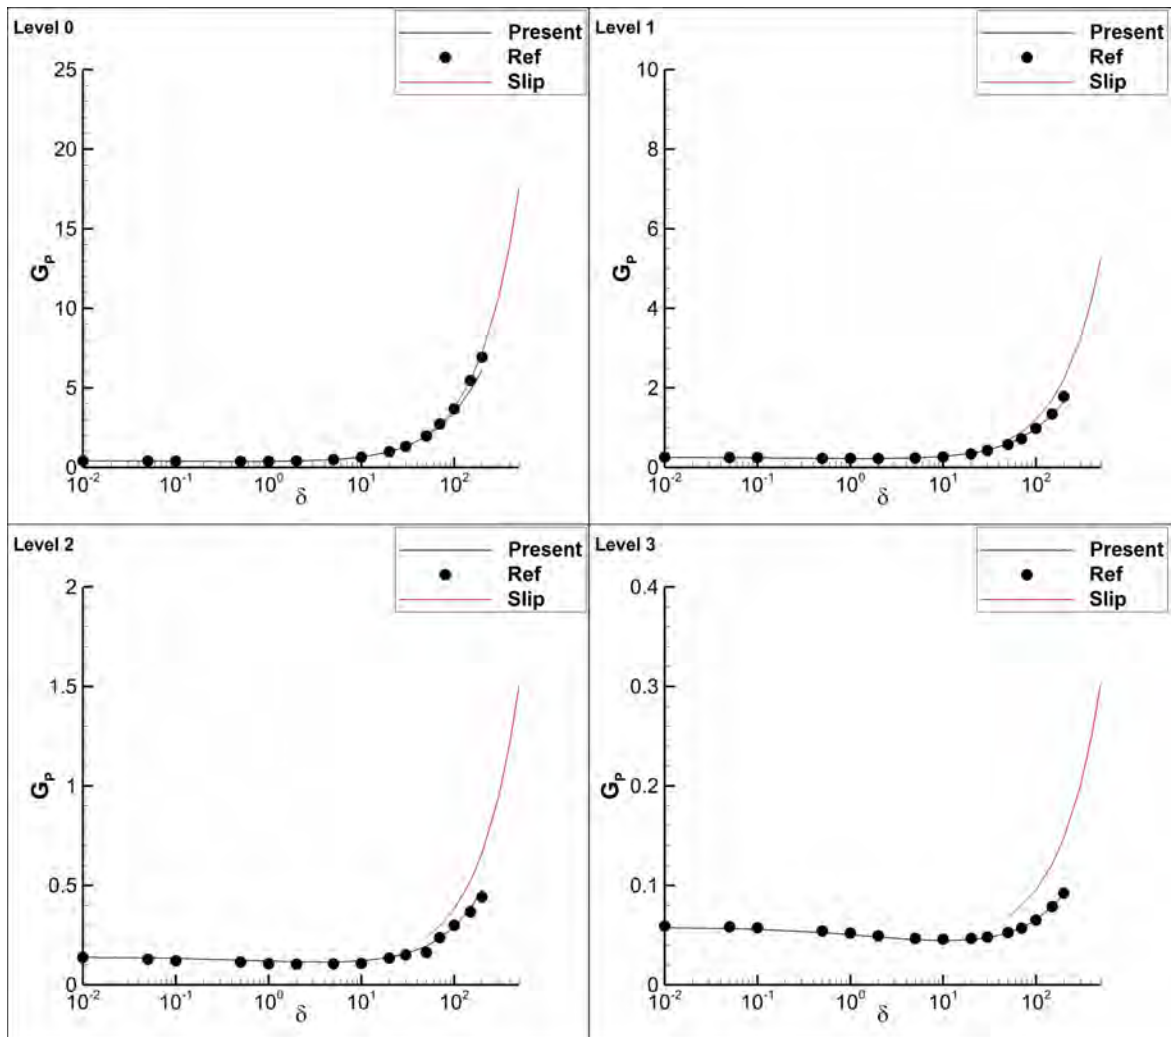 Level 0
Present
Ref
Slip
25
20
15
10
5
0
G_P
10^-2
10^-1
10^0
10^1
10^2
δ
Level 1
Present
Ref
Slip
10
8
6
4
2
0
G_P
10^-2
10^-1
10^0
10^1
10^2
δ
Level 2
Present
Ref
Slip
2
1.5
1
0.5
0
G_P
10^-2
10^-1
10^0
10^1
10^2
δ
Level 3
Present
Ref
Slip
0.4
0.3
0.2
0.1
0
G_P
10^-2
10^-1
10^0
10^1
10^2
δ